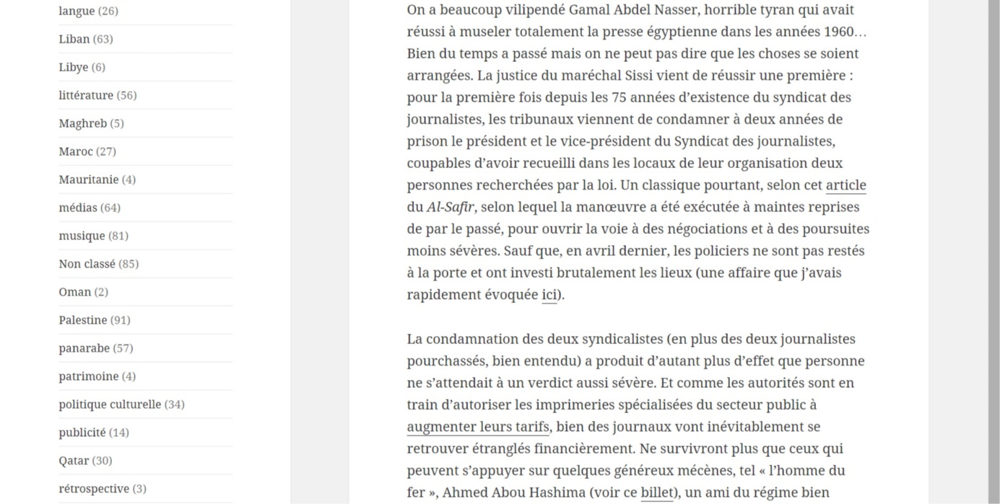 langue (26)
Liban (63)
Libye (6)
littérature (56)
Maghreb (5)
Maroc (27)
Mauritanie (4)
médias (64)
musique (81)
Non classé (85)
Oman (2)
Palestine (91)
panarabe (57)
patrimoine (4)
politique culturelle (34)
publicité (14)
Qatar (30)
rétrospective (3)
On a beaucoup vilipendé Gamal Abdel Nasser, horrible tyran qui avait
réussi à museler totalement la presse égyptienne dans les années 1960…
Bien du temps a passé mais on ne peut pas dire que les choses se soient
arrangées. La justice du maréchal Sissi vient de réussir une première :
pour la première fois depuis les 75 années d’existence du syndicat des
journalistes, les tribunaux viennent de condamner à deux années de
prison le président et le vice-président du Syndicat des journalistes,
coupables d’avoir recueilli dans les locaux de leur organisation deux
personnes recherchées par la loi. Un classique pourtant, selon cet article
du Al-Safir, selon lequel la manœuvre a été exécutée à maintes reprises
de par le passé, pour ouvrir la voie à des négociations et à des poursuites
moins sévères. Sauf que, en avril dernier, les policiers ne sont pas restés
à la porte et ont investi brutalement les lieux (une affaire que j’avais
rapidement évoquée ici).
La condamnation des deux syndicalistes (en plus des deux journalistes
pourchassés, bien entendu) a produit d’autant plus d’effet que personne
ne s’attendait à un verdict aussi sévère. Et comme les autorités sont en
train d’autoriser les imprimeries spécialisées du secteur public à
augmenter leurs tarifs, bien des journaux vont inévitablement se
retrouver étranglés financièrement. Ne survivront plus que ceux qui
peuvent s’appuyer sur quelques généreux mécènes, tel « l’homme du
fer », Ahmed Abou Hashima (voir ce billet), un ami du régime bien